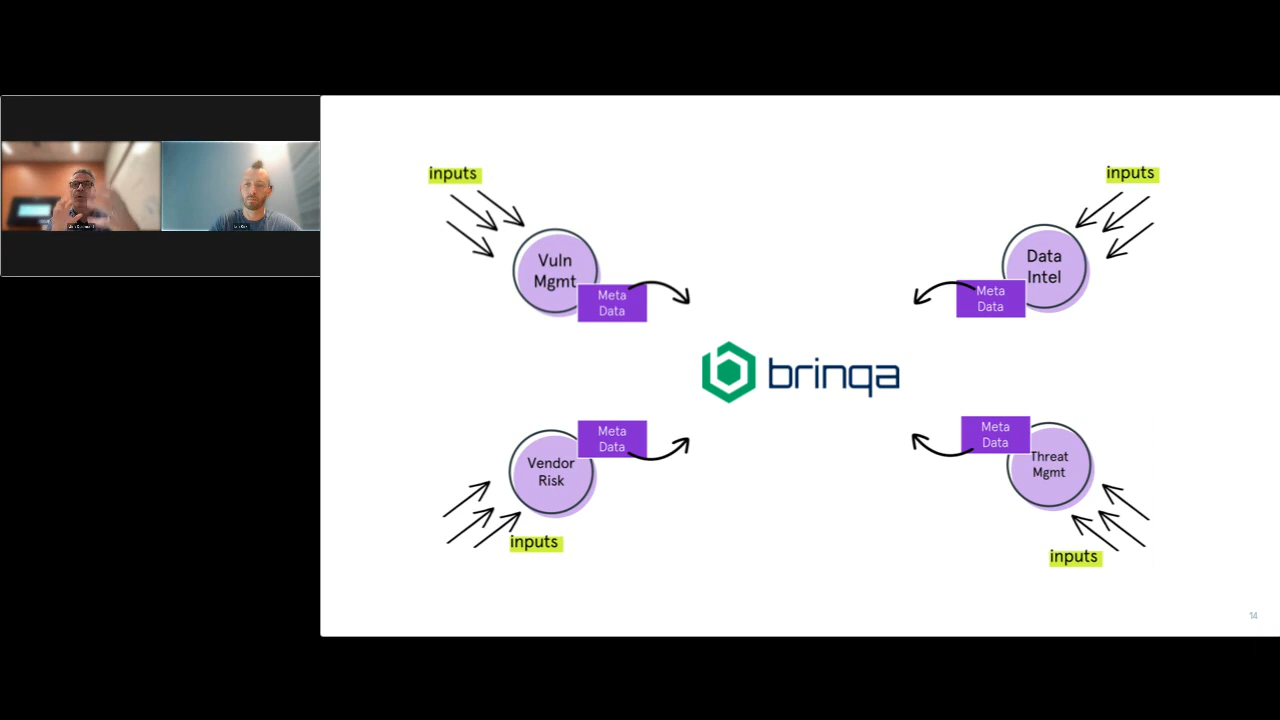 inputs
inputs
Vuln
Mgmt
Meta
Data
Data
Intel
Meta
Data
brinqa
Meta
Data
Vendor
Risk
inputs
Meta
Data
Threat
Mgmt
inputs
14